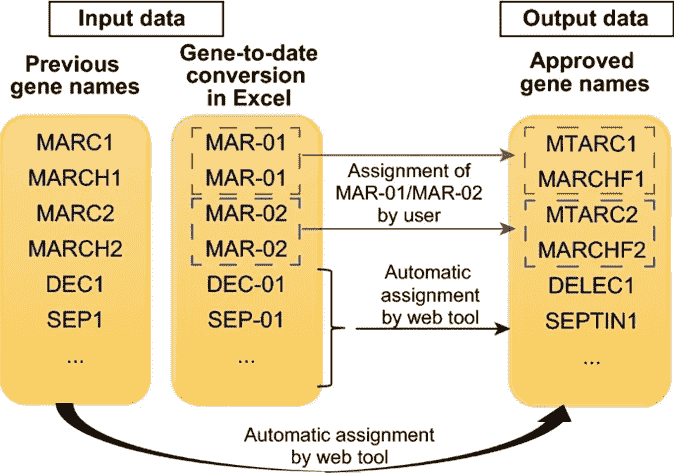 Input data
Output data
Previous
gene names
Gene-to-date
conversion
in Excel
Approved
gene names
MARC1
MARCH1
MARC2
MARCH2
DEC1
SEP1
...
MAR-01
MAR-01
MAR-02
MAR-02
DEC-01
SEP-01
...
Assignment of
MAR-01/MAR-02
by user
Automatic
assignment
by web tool
MTARC1
MARCHF1
MTARC2
MARCHF2
DELEC1
SEPTIN1
...
Automatic assignment
by web tool